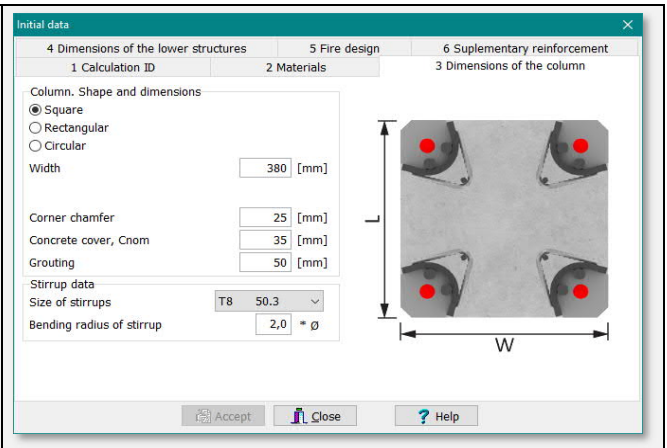 Initial data
4 Dimensions of the lower structures 5 Fire design 6 Suplementary reinforcement
1 Calculation ID 2 Materials 3 Dimensions of the column
Column. Shape and dimensions
Square
Rectangular
Circular
Width 380 [mm]
Corner chamfer 25 [mm]
Concrete cover, Cnom 35 [mm]
Grouting 50 [mm]
Stirrup data
Size of stirrups T8 50.3
Bending radius of stirrup 2,0 * Ø
L
W
Accept Close ? Help